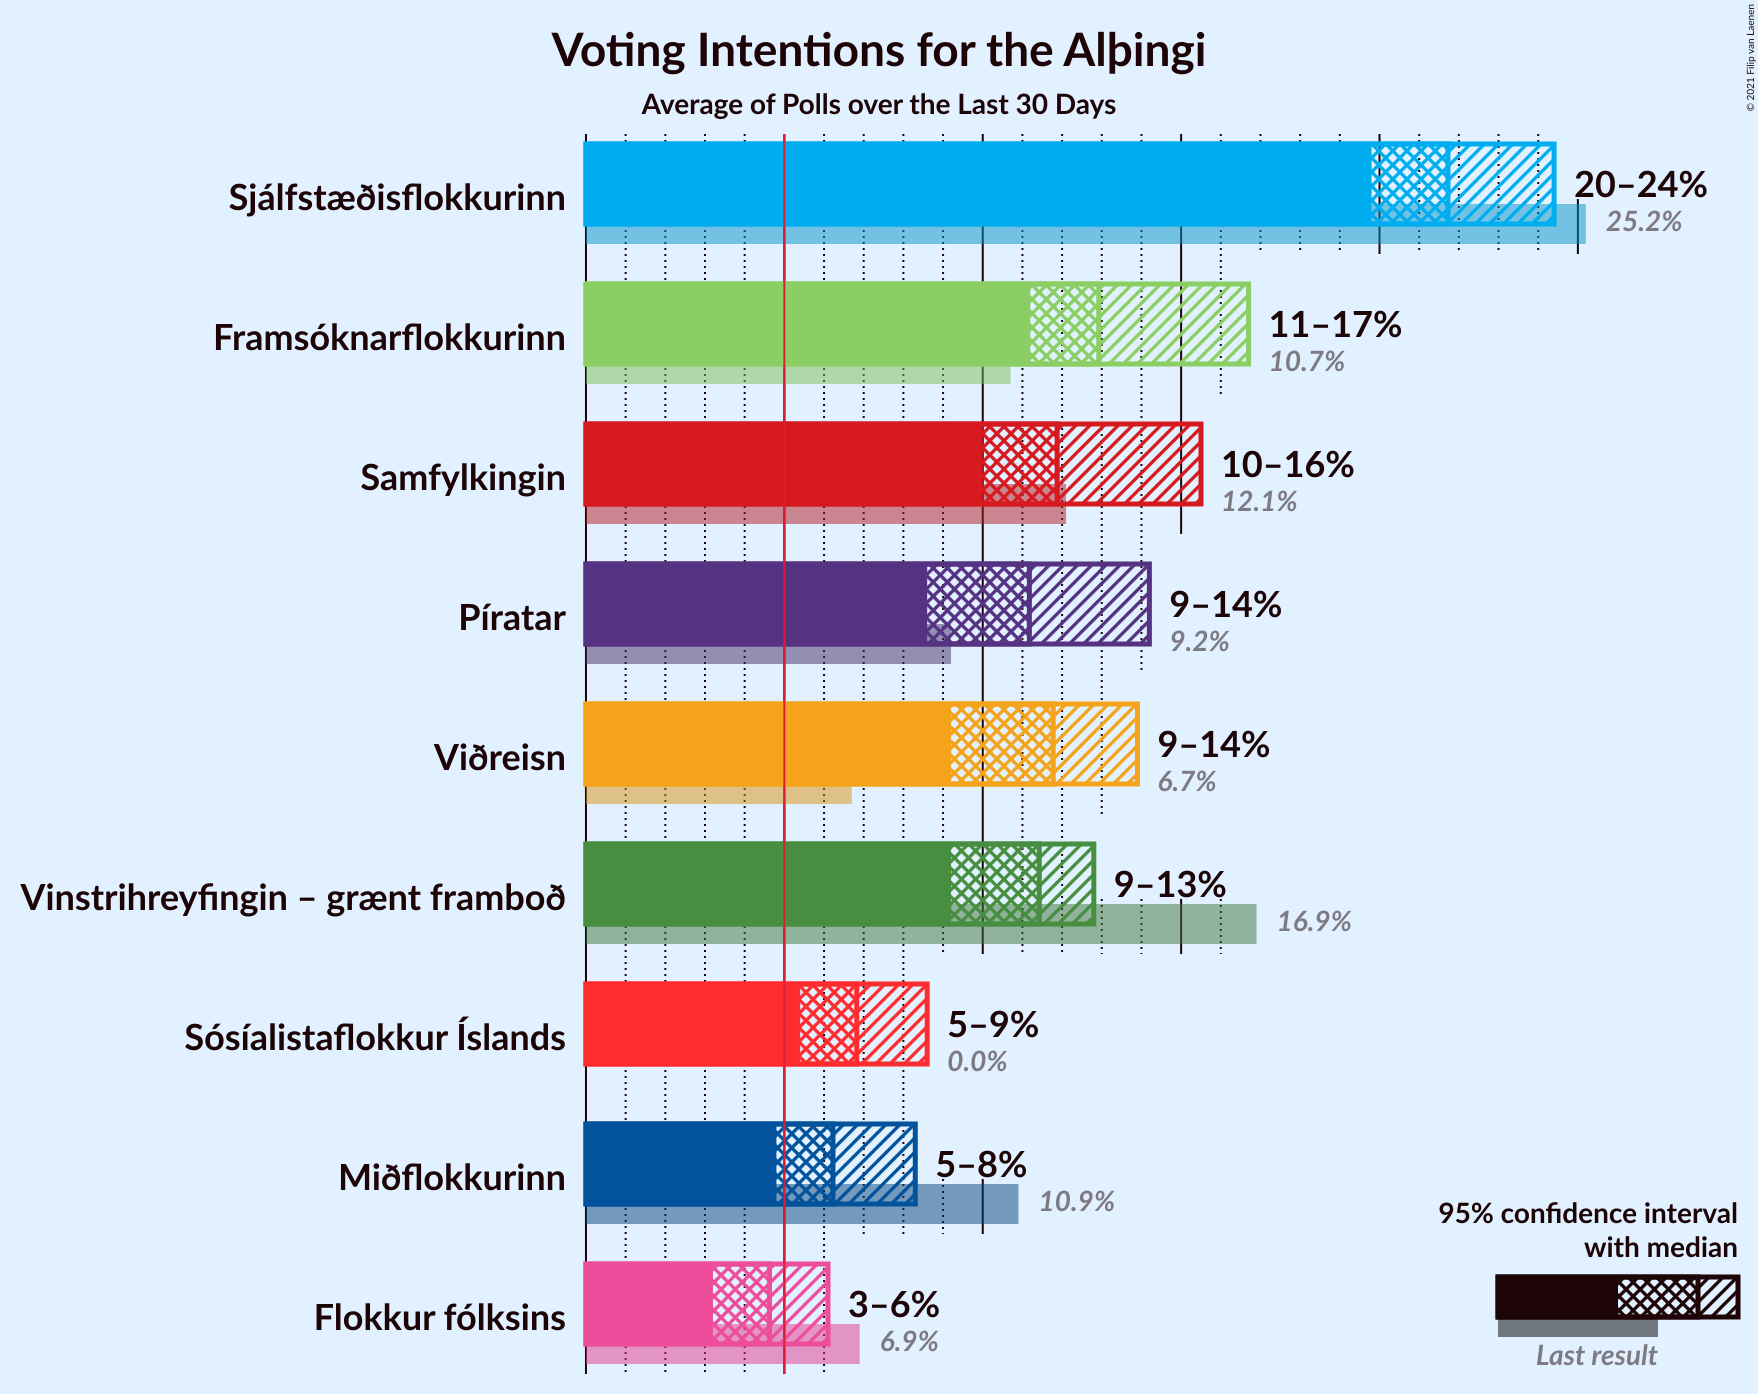 © 2021 Filip van Laenen
Voting Intentions for the Alþingi
Average of Polls over the Last 30 Days
Sjálfstæðisflokkurinn
20–24%
25.2%
Framsóknarflokkurinn
11–17%
10.7%
Samfylkingin
10–16%
12.1%
Píratar
9–14%
9.2%
Viðreisn
9–14%
6.7%
Vinstrihreyfingin – grænt framboð
9–13%
16.9%
Sósíalistaflokkur Íslands
5–9%
0.0%
Miðflokkurinn
5–8%
10.9%
Flokkur fólksins
3–6%
6.9%
95% confidence interval
with median
Last result